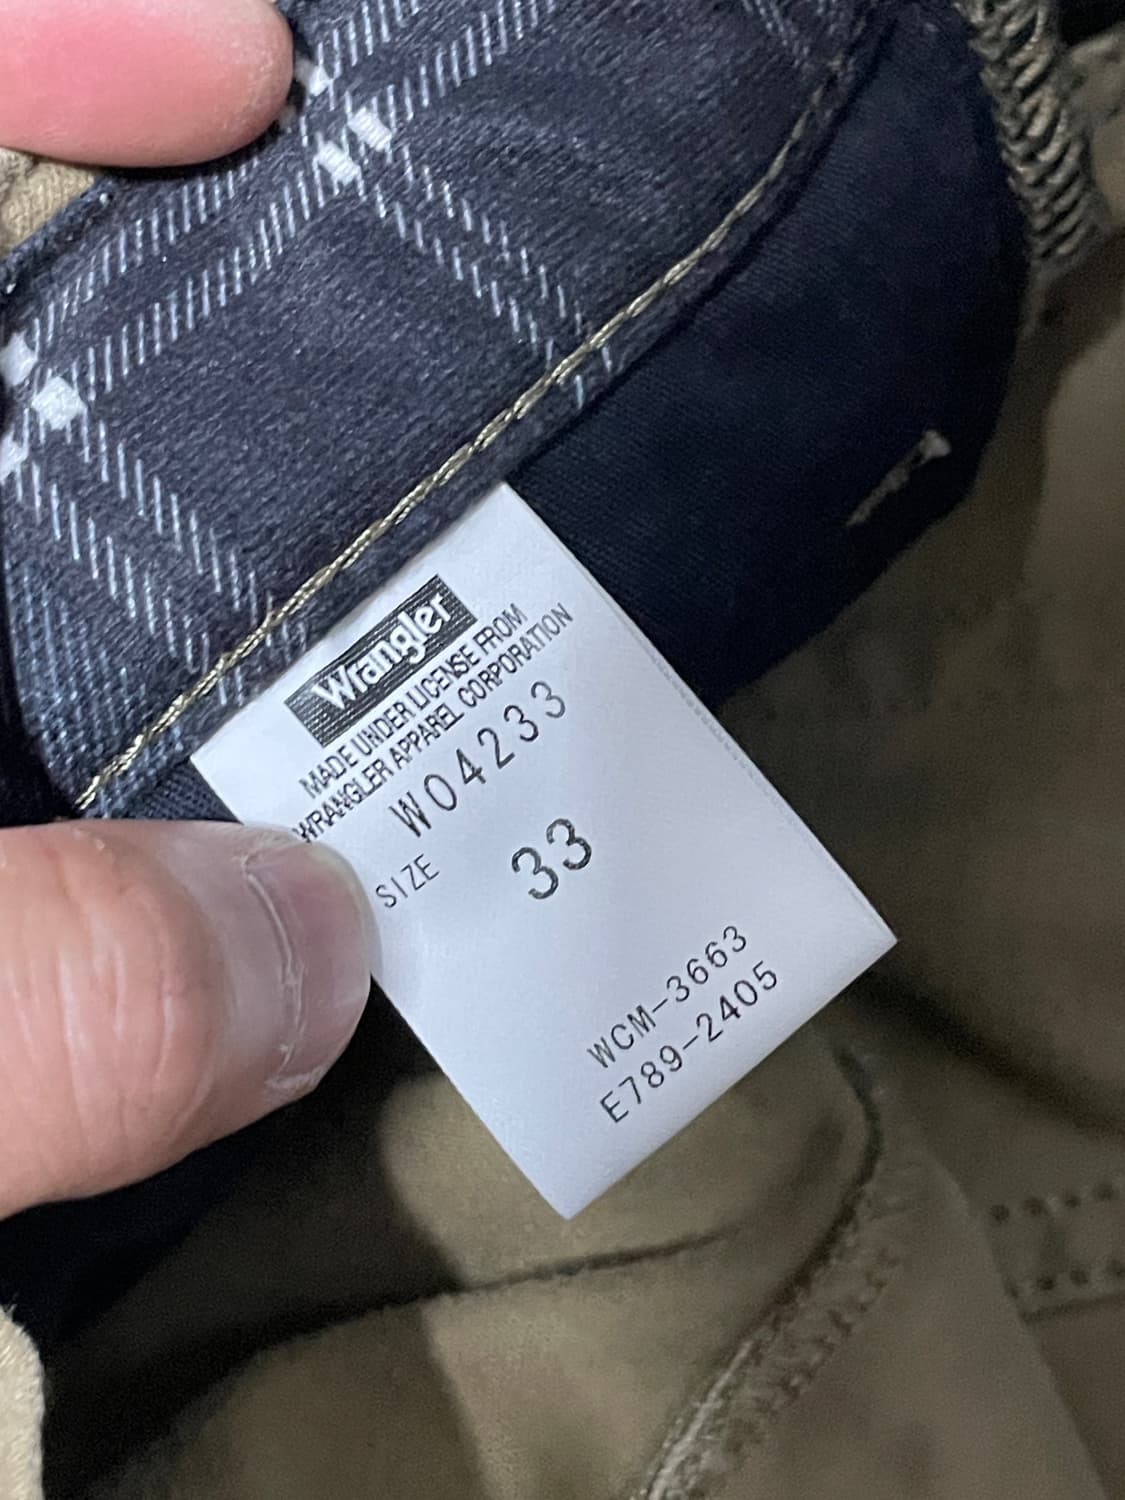 Wrangler
MADE UNDER LICENSE FROM
WRANGLER APPAREL CORPORATION
W04233
SIZE 33
WCM-3663
E789-2405